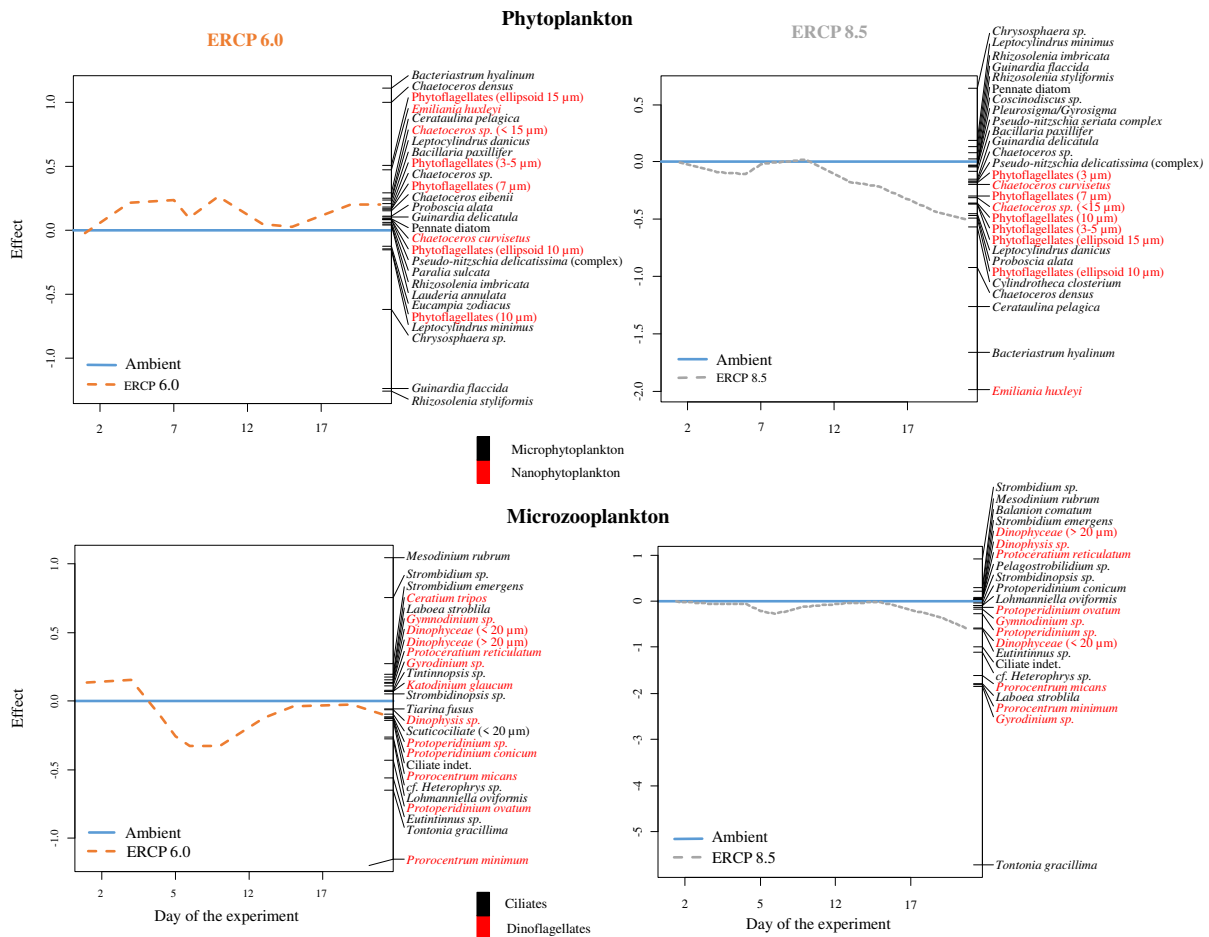 Phytoplankton
ERCP 6.0
Effect
1.0
0.5
0.0
-0.5
-1.0
2
7
12
17
Ambient
ERCP 6.0
Bacteriastrum hyalinum
Chaetoceros densus
Phytoflagellates (ellipsoid 15 µm)
Emiliania huxleyi
Cerataulina pelagica
Chaetoceros sp. (< 15 µm)
Leptocylindrus danicus
Bacillaria paxillifer
Phytoflagellates (3-5 µm)
Chaetoceros sp.
Phytoflagellates (7 µm)
Chaetoceros eibenii
Proboscia alata
Guinardia delicatula
Pennate diatom
Chaetoceros curvisetus
Phytoflagellates (ellipsoid 10 µm)
Pseudo-nitzschia delicatissima (complex)
Paralia sulcata
Rhizosolenia imbricata
Lauderia annulata
Eucampia zodiacus
Phytoflagellates (10 µm)
Leptocylindrus minimus
Chrysosphaera sp.
Guinardia flaccida
Rhizosolenia styliformis
ERCP 8.5
0.5
0.0
-0.5
-1.0
-1.5
-2.0
2
7
12
17
Ambient
ERCP 8.5
Chrysosphaera sp.
Leptocylindrus minimus
Rhizosolenia imbricata
Guinardia flaccida
Rhizosolenia styliformis
Pennate diatom
Coscinodiscus sp.
Pleurosigma/Gyrosigma
Pseudo-nitzschia seriata complex
Bacillaria paxillifer
Guinardia delicatula
Chaetoceros sp.
Pseudo-nitzschia delicatissima (complex)
Phytoflagellates (3 µm)
Chaetoceros curvisetus
Phytoflagellates (7 µm)
Chaetoceros sp. (<15 µm)
Phytoflagellates (10 µm)
Phytoflagellates (3-5 µm)
Phytoflagellates (ellipsoid 15 µm)
Leptocylindrus danicus
Proboscia alata
Phytoflagellates (ellipsoid 10 µm)
Cylindrotheca closterium
Chaetoceros densus
Cerataulina pelagica
Bacteriastrum hyalinum
Emiliania huxleyi
Microphytoplankton
Nanophytoplankton
Microzooplankton
Effect
1.0
0.5
0.0
-0.5
-1.0
2
5
12
17
Day of the experiment
Ambient
ERCP 6.0
Mesodinium rubrum
Strombidium sp.
Strombidium emergens
Ceratium tripos
Laboea stroblila
Gymnodinium sp.
Dinophyceae (< 20 µm)
Dinophyceae (> 20 µm)
Protoceratium reticulatum
Gyrodinium sp.
Tintinnopsis sp.
Katodinium glaucum
Strombidinopsis sp.
Tiarina fusus
Dinophysis sp.
Scuticociliate (< 20 µm)
Protoperidinium sp.
Protoperidinium conicum
Ciliate indet.
Prorocentrum micans
cf. Heterophrys sp.
Lohmanniella oviformis
Protoperidinium ovatum
Eutintinnus sp.
Tontonia gracillima
Prorocentrum minimum
1
0
-1
-2
-3
-4
-5
2
7
12
17
Day of the experiment
Ambient
ERCP 8.5
Strombidium sp.
Mesodinium rubrum
Balanion comatum
Strombidium emergens
Dinophyceae (> 20 µm)
Dinophysis sp.
Protoceratium reticulatum
Pelagostrobilidium sp.
Strombidinopsis sp.
Protoperidinium conicum
Lohmanniella oviformis
Protoperidinium ovatum
Gymnodinium sp.
Protoperidinium sp.
Dinophyceae (< 20 µm)
Eutintinnus sp.
Ciliate indet.
cf. Heterophrys sp.
Prorocentrum micans
Laboea stroblila
Prorocentrum minimum
Gyrodinium sp.
Tontonia gracillima
Ciliates
Dinoflagellates